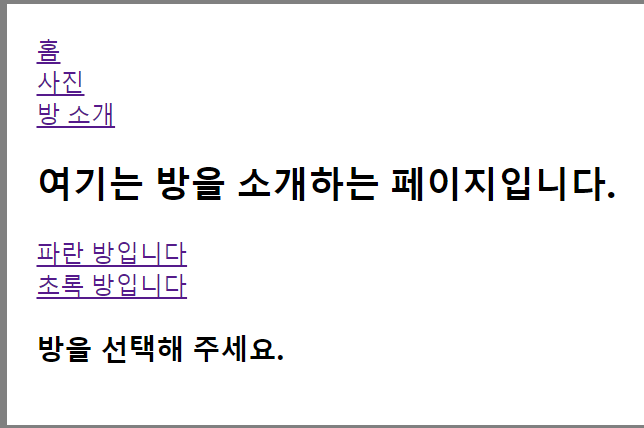 홈
사진
방 소개
여기는 방을 소개하는 페이지입니다.
파란 방입니다
초록 방입니다
방을 선택해 주세요.